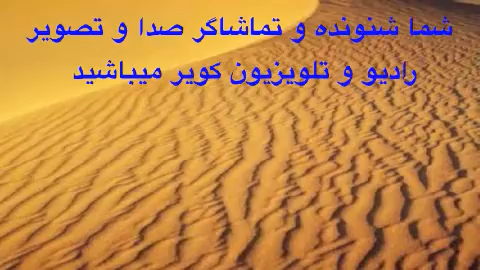 شما شنونده و تماشاگر صدا و تصویر
رادیو و تلویزیون کویر میباشید